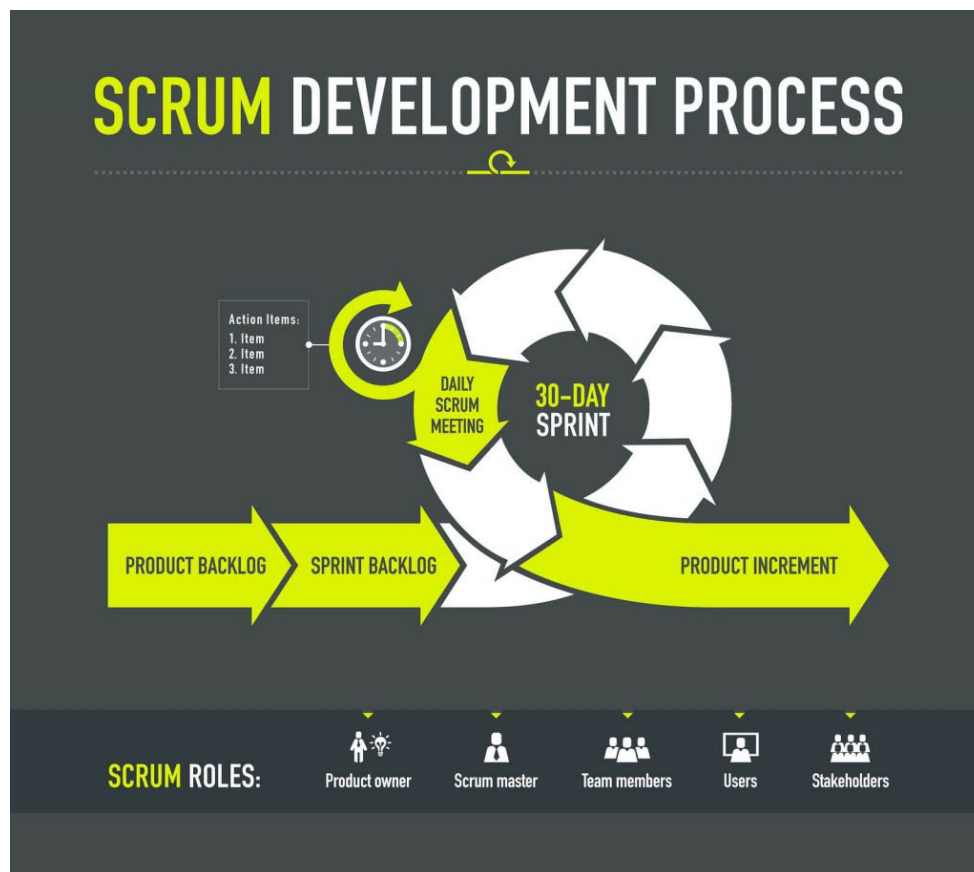 SCRUM DEVELOPMENT PROCESS
Action Items:
1. Item
2. Item
3. Item
DAILY
SCRUM
MEETING
30-DAY
SPRINT
PRODUCT BACKLOG
SPRINT BACKLOG
PRODUCT INCREMENT
SCRUM ROLES:
Product owner
Scrum master
Team members
Users
Stakeholders